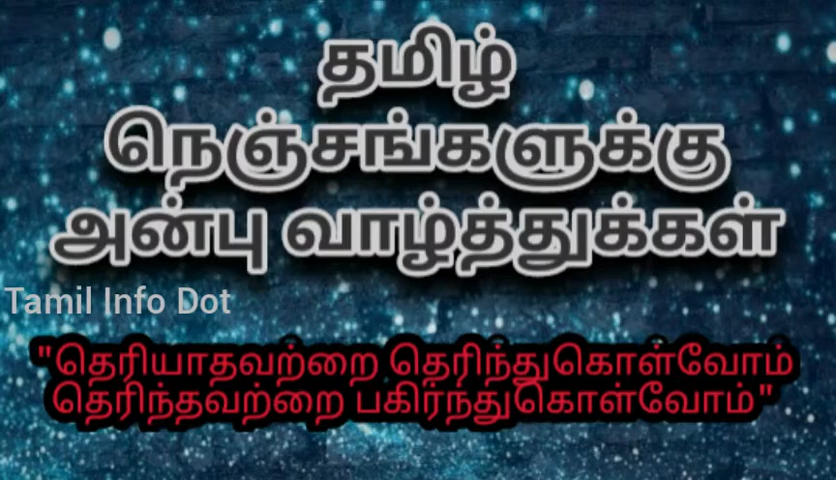 தமிழ்
நெஞ்சங்களுக்கு
அன்பு வாழ்த்துக்கள்
Tamil Info Dot
"தெரியாதவற்றை தெரிந்துகொள்வோம்
தெரிந்தவற்றை பகிர்ந்துகொள்வோம்"